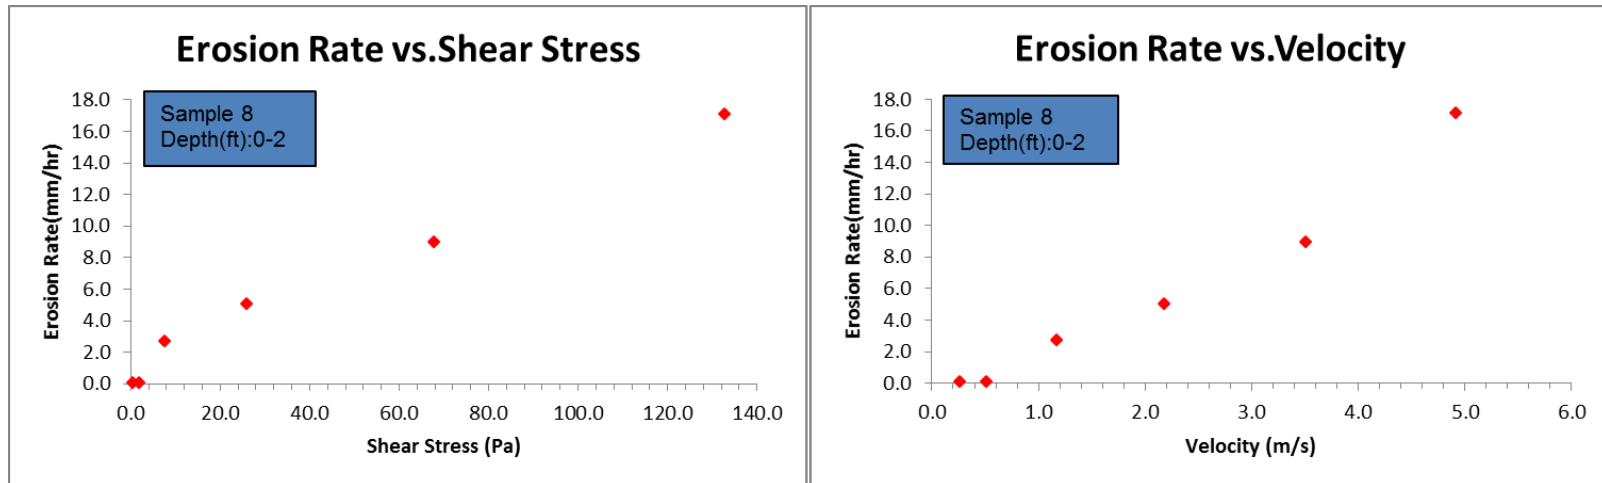 Erosion Rate vs.Shear Stress
Sample 8
Depth(ft):0-2
Erosion Rate(mm/hr)
18.0
16.0
14.0
12.0
10.0
8.0
6.0
4.0
2.0
0.0
0.0 20.0 40.0 60.0 80.0 100.0 120.0 140.0
Shear Stress (Pa)
Erosion Rate vs.Velocity
Sample 8
Depth(ft):0-2
Erosion Rate(mm/hr)
18.0
16.0
14.0
12.0
10.0
8.0
6.0
4.0
2.0
0.0
0.0 1.0 2.0 3.0 4.0 5.0 6.0
Velocity (m/s)